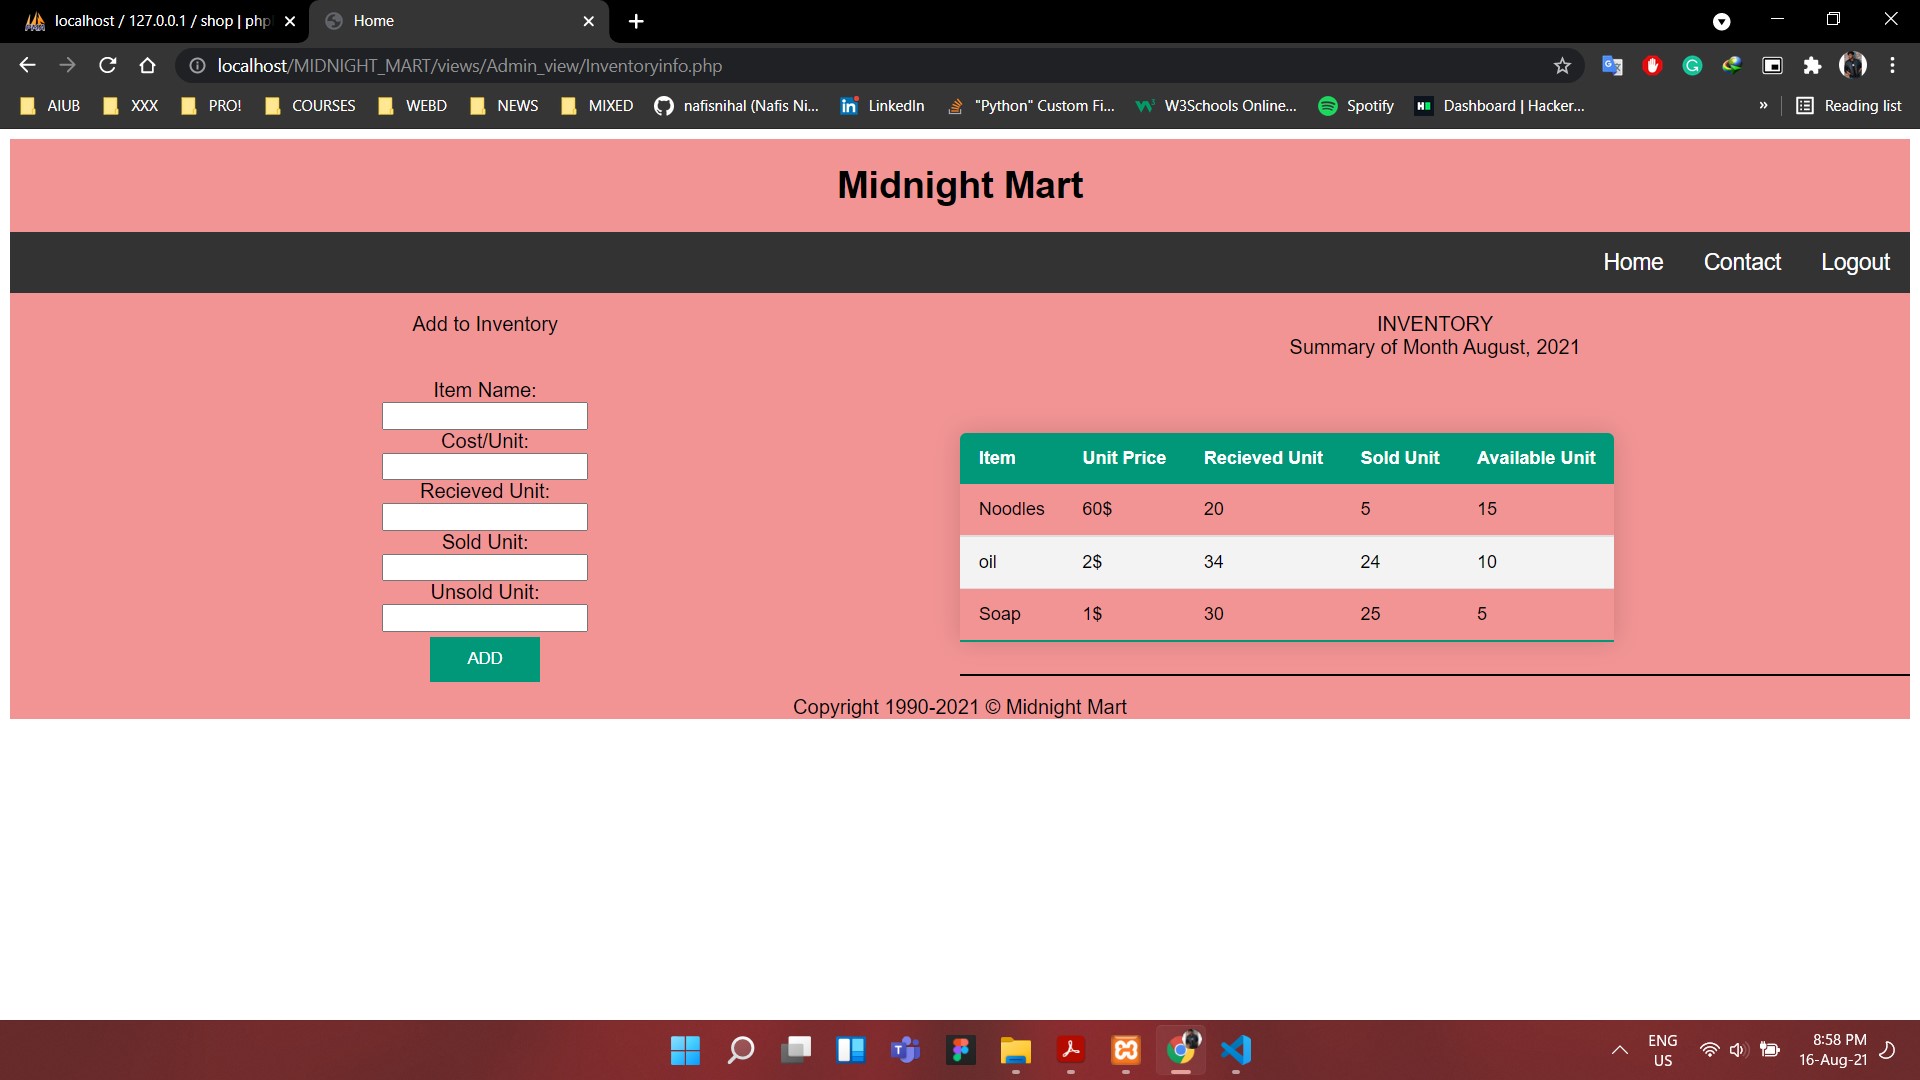 localhost / 127.0.0.1 / shop | php
Home
localhost/MIDNIGHT_MART/views/Admin_view/Inventoryinfo.php
AIUB XXX PRO! COURSES WEBD NEWS MIXED nafisnihal (Nafis Ni... LinkedIn "Python" Custom Fi... W3Schools Online... Spotify Dashboard | Hacker... » Reading list
Midnight Mart
Home Contact Logout
Add to Inventory
Item Name:
Cost/Unit:
Recieved Unit:
Sold Unit:
Unsold Unit:
ADD
INVENTORY
Summary of Month August, 2021
Item Unit Price Recieved Unit Sold Unit Available Unit
Noodles 60$ 20 5 15
oil 2$ 34 24 10
Soap 1$ 30 25 5
Copyright 1990-2021 © Midnight Mart
ENG
US
8:58 PM
16-Aug-21